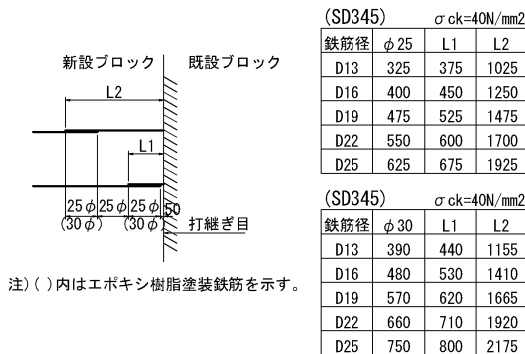 新設ブロック 既設ブロック
L2
L1
25φ 25φ 25φ 50
(30φ) (30φ)
打継ぎ目
注)( )内はエポキシ樹脂塗装鉄筋を示す。
(SD345) σck=40N/mm2
鉄筋径 φ25 L1 L2
D13 325 375 1025
D16 400 450 1250
D19 475 525 1475
D22 550 600 1700
D25 625 675 1925
(SD345) σck=40N/mm2
鉄筋径 φ30 L1 L2
D13 390 440 1155
D16 480 530 1410
D19 570 620 1665
D22 660 710 1920
D25 750 800 2175